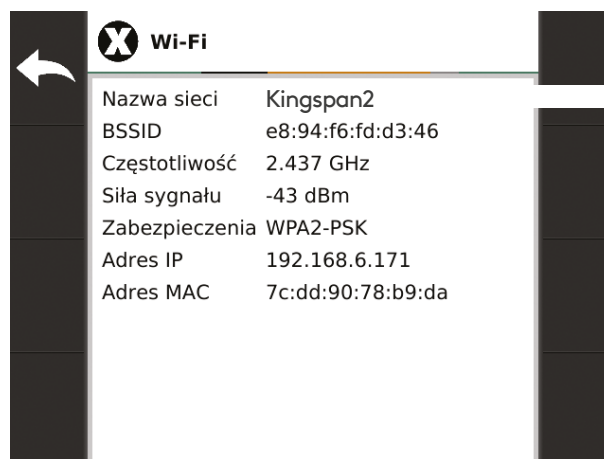 X Wi-Fi
Nazwa sieci Kingspan2
BSSID e8:94:f6:fd:d3:46
Częstotliwość 2.437 GHz
Siła sygnału -43 dBm
Zabezpieczenia WPA2-PSK
Adres IP 192.168.6.171
Adres MAC 7c:dd:90:78:b9:da